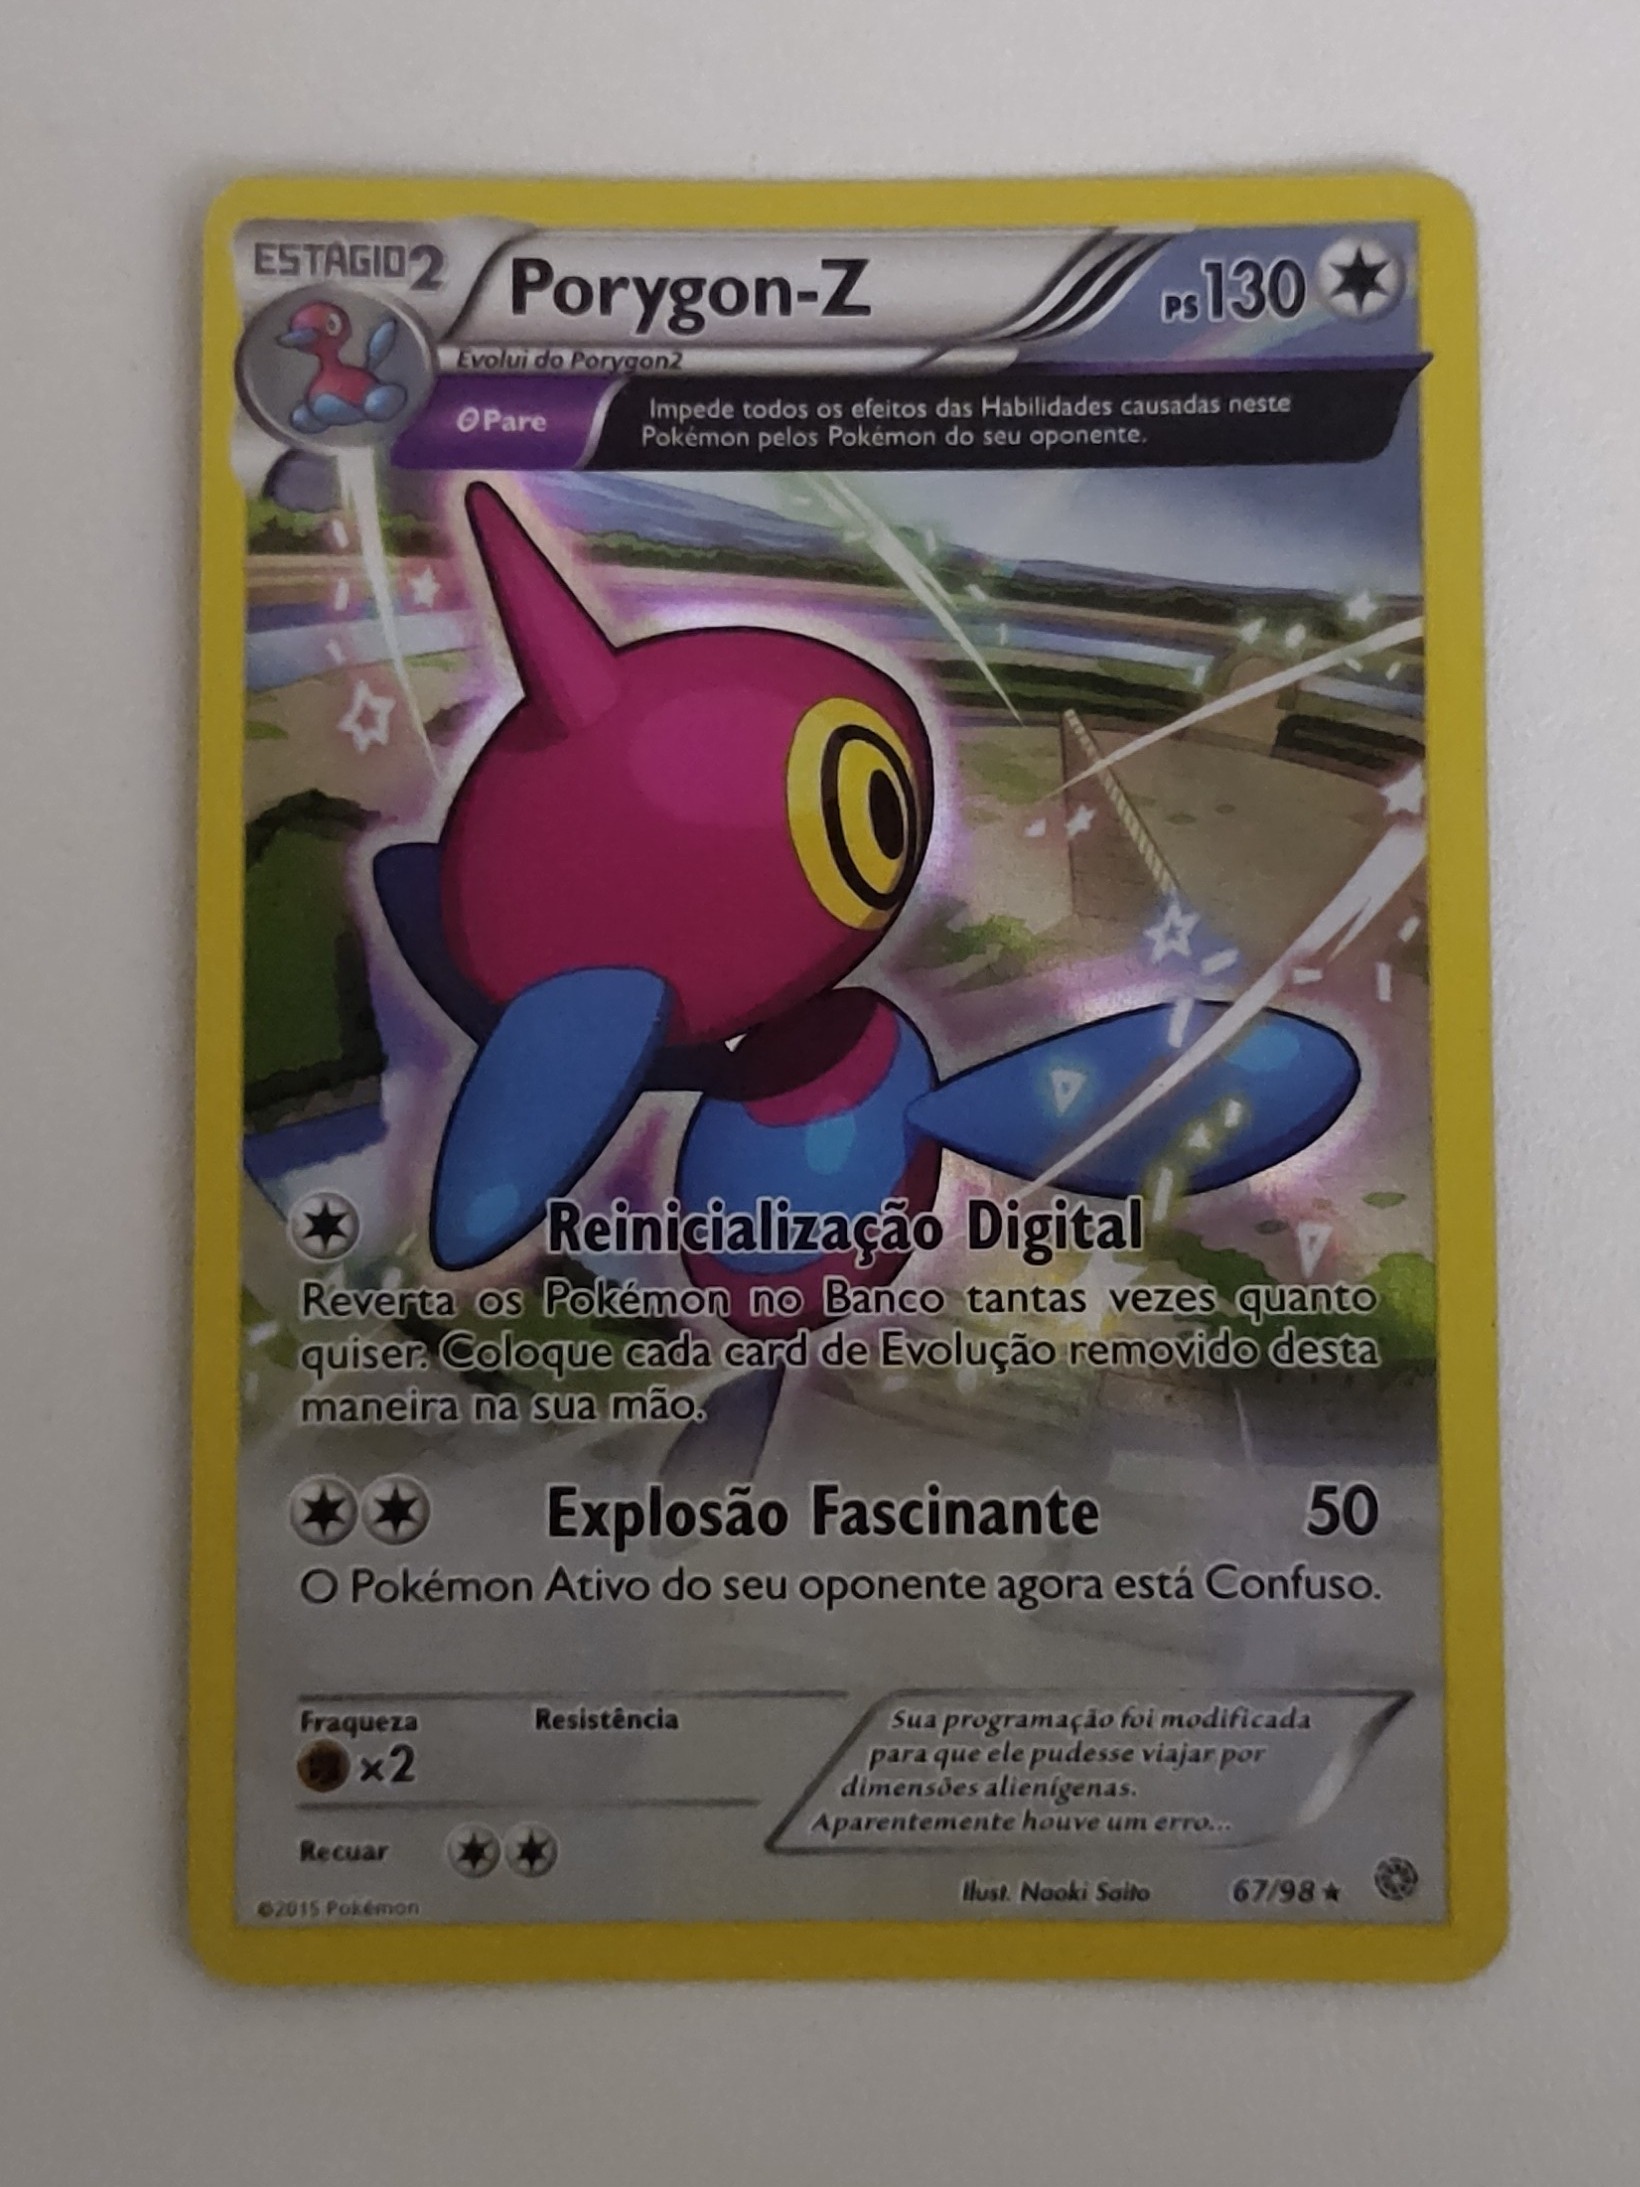 ESTÁGIO2
Porygon-Z
PS130
Evolui do Porygon2
θPare
Impede todos os efeitos das Habilidades causadas neste
Pokémon pelos Pokémon do seu oponente.
Reinicialização Digital
Reverta os Pokémon no Banco tantas vezes quanto
quiser. Coloque cada card de Evolução removido desta
maneira na sua mão.
Explosão Fascinante 50
O Pokémon Ativo do seu oponente agora está Confuso.
Fraqueza Resistência
x2
Recuar
Sua programação foi modificada
para que ele pudesse viajar por
dimensões alienígenas.
Aparentemente houve um erro...
Ilust. Naoki Saito 67/98 ★
©2015 Pokémon